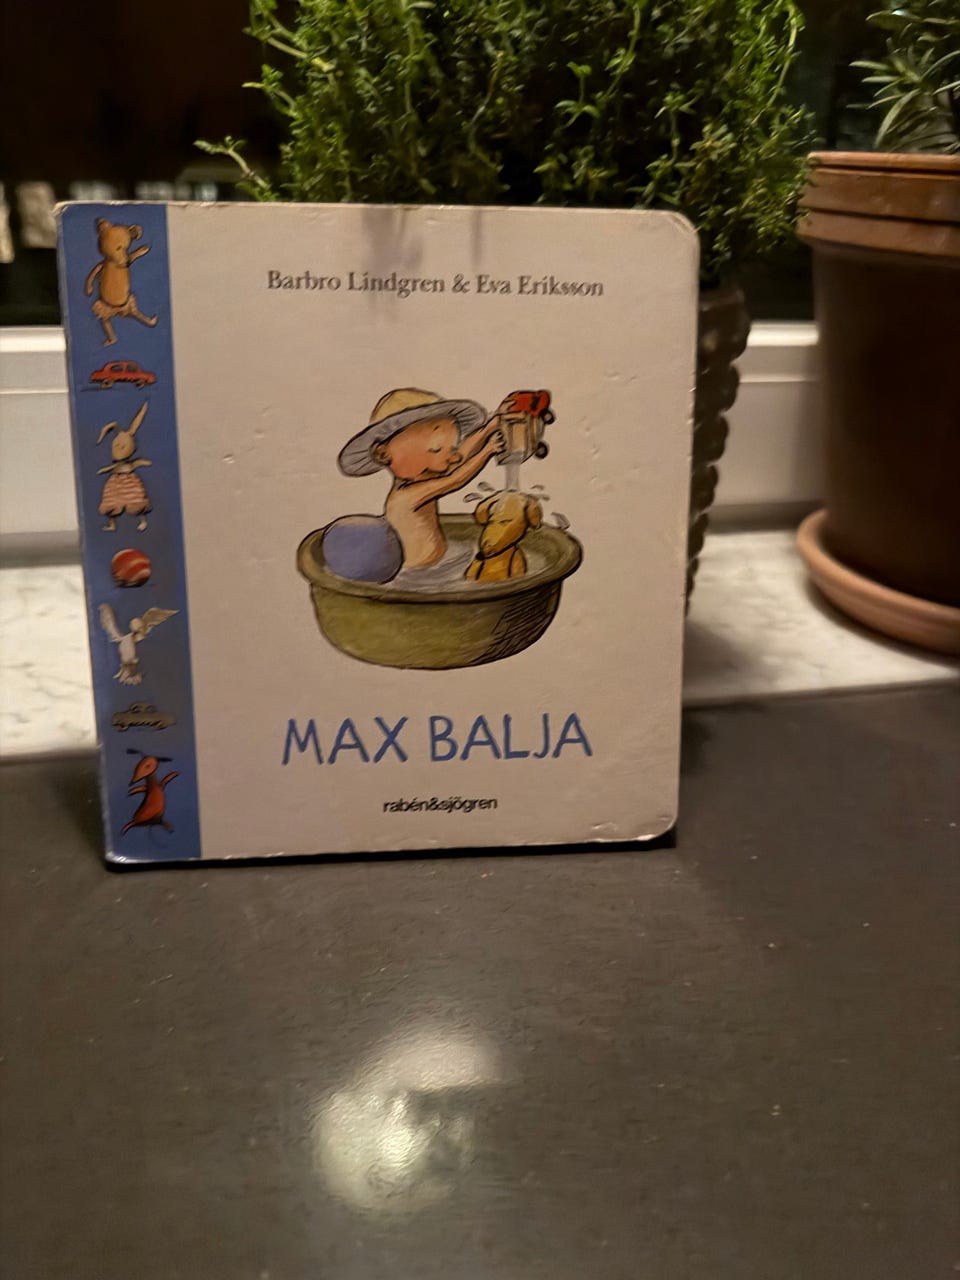 Barbro Lindgren & Eva Eriksson
MAX BALJA
rabén&sjögren